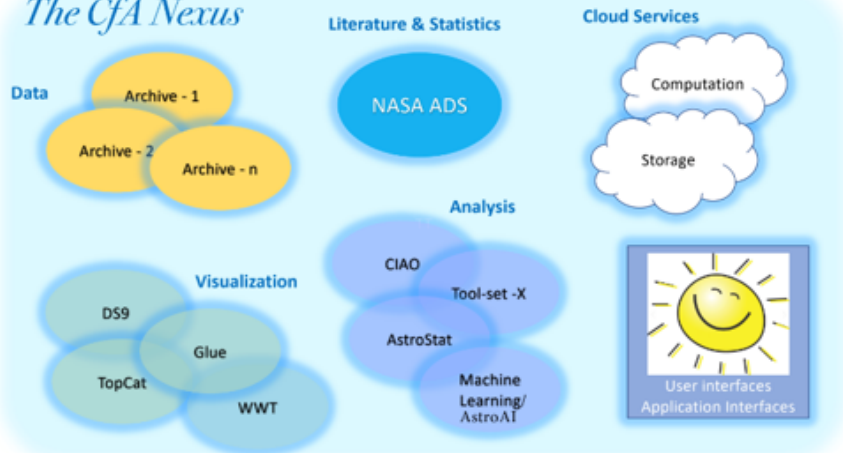 The CfA Nexus
Literature & Statistics
Cloud Services
Data
Archive - 1
Archive - 2
Archive - n
NASA ADS
Computation
Storage
Analysis
CIAO
Tool-set -X
AstroStat
Machine
Learning/
AstroAI
Visualization
DS9
Glue
TopCat
WWT
User interfaces
Application Interfaces